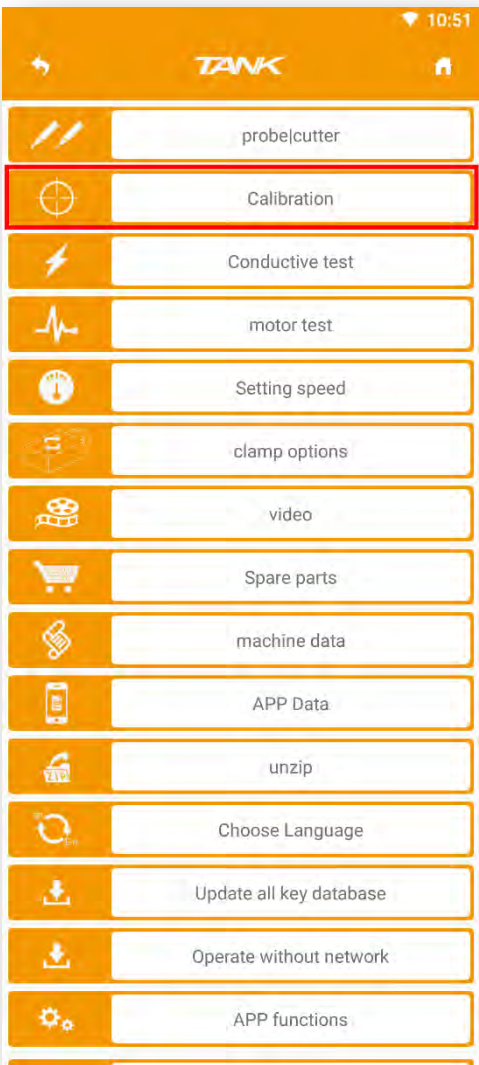 10:51
TANK
probe|cutter
Calibration
Conductive test
motor test
Setting speed
clamp options
video
Spare parts
machine data
APP Data
ZIP
unzip
Choose Language
Update all key database
Operate without network
APP functions